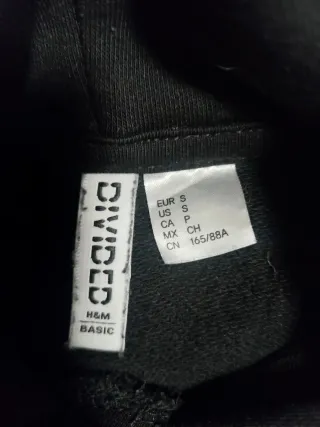 DIVIDED
H&M
BASIC
EUR S
US S
CA P
MX CH
CN 165/88A